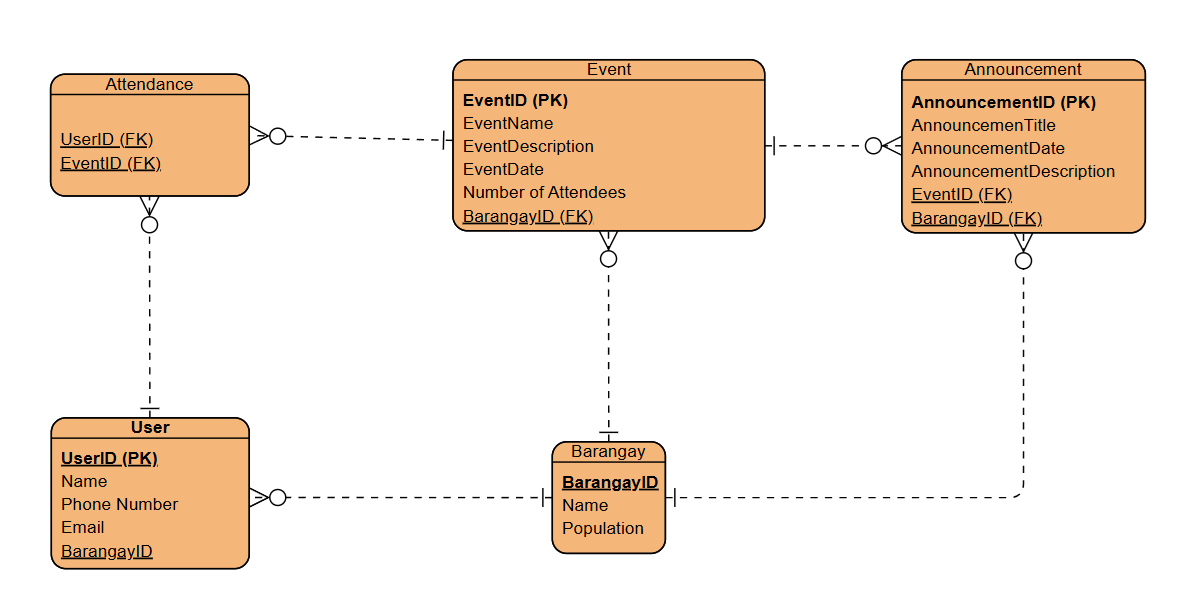 Attendance
UserID (FK)
EventID (FK)
Event
EventID (PK)
EventName
EventDescription
EventDate
Number of Attendees
BarangayID (FK)
Announcement
AnnouncementID (PK)
AnnouncemenTitle
AnnouncementDate
AnnouncementDescription
EventID (FK)
BarangayID (FK)
User
UserID (PK)
Name
Phone Number
Email
BarangayID
Barangay
BarangayID
Name
Population